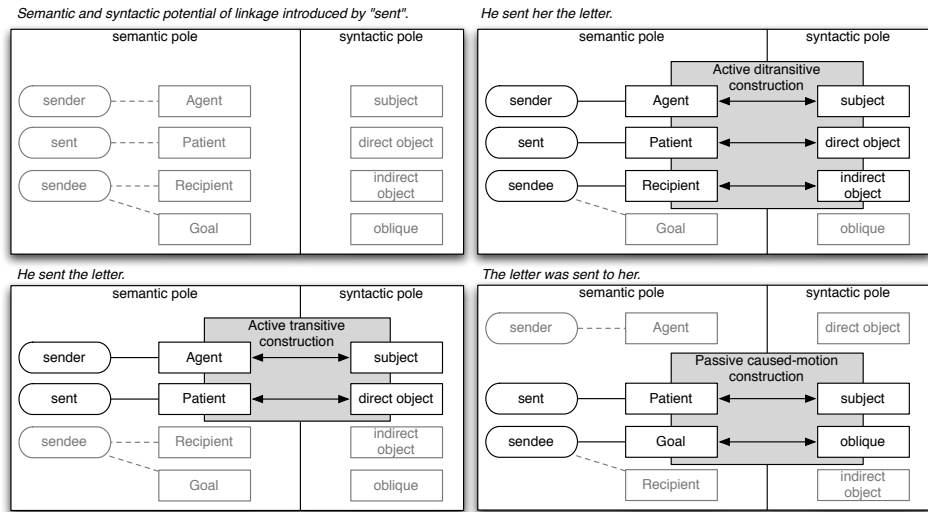 Semantic and syntactic potential of linkage introduced by "sent".
semantic pole syntactic pole
sender Agent subject
sent Patient direct object
sendee Recipient indirect
object
Goal oblique
He sent her the letter.
semantic pole syntactic pole
Active ditransitive
construction
sender Agent subject
sent Patient direct object
sendee Recipient indirect
object
Goal oblique
He sent the letter.
semantic pole syntactic pole
Active transitive
construction
sender Agent subject
sent Patient direct object
sendee Recipient indirect
object
Goal oblique
The letter was sent to her.
semantic pole syntactic pole
sender Agent direct object
Passive caused-motion
construction
sent Patient subject
sendee Goal oblique
Recipient indirect
object